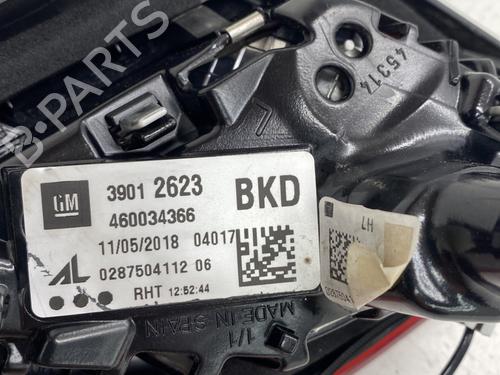 B-PARTS
45314
GM
3901 2623
BKD
460034366
11/05/2018 04017
AL
0287504112 06
RHT 12:52:44
LH
MADE IN SPAIN
1/1